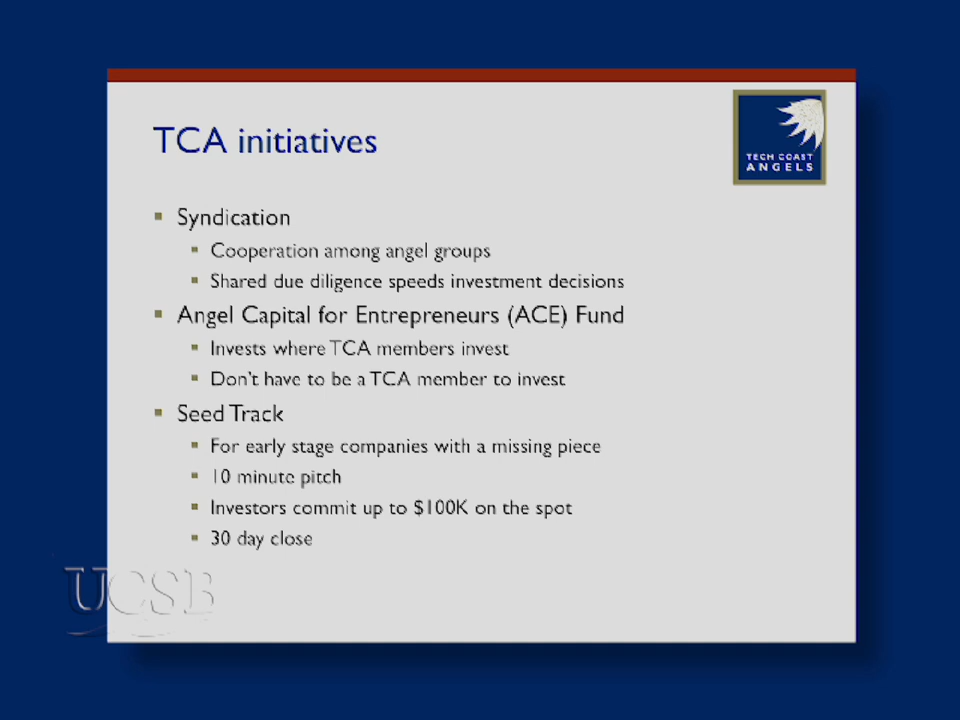 TCA initiatives
TECH COAST
ANGELS
Syndication
Cooperation among angel groups
Shared due diligence speeds investment decisions
Angel Capital for Entrepreneurs (ACE) Fund
Invests where TCA members invest
Don't have to be a TCA member to invest
Seed Track
For early stage companies with a missing piece
10 minute pitch
Investors commit up to $100K on the spot
30 day close
UCSB